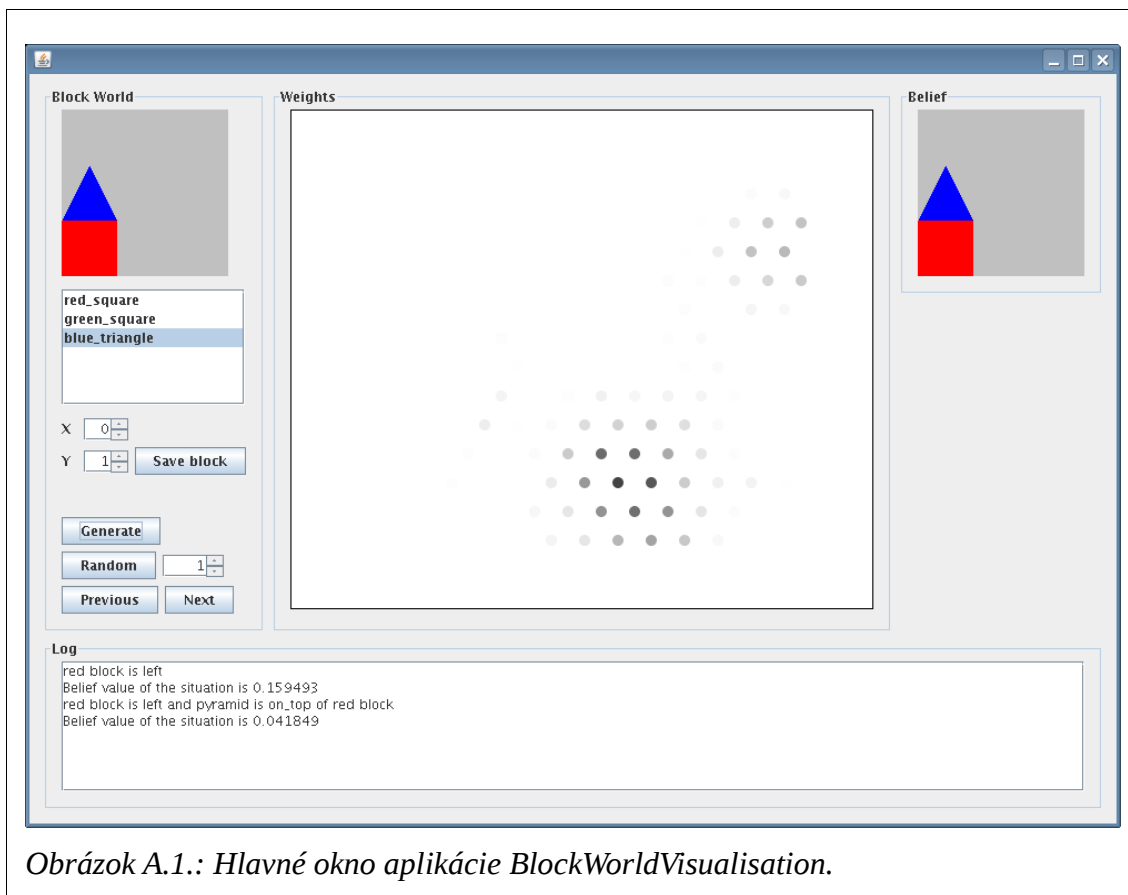 Block World
Weights
Belief
red_square
green_square
blue_triangle
X 0
Y 1 Save block
Generate
Random 1
Previous Next
Log
red block is left
Belief value of the situation is 0.159493
red block is left and pyramid is on_top of red block
Belief value of the situation is 0.041849
Obrázok A.1.: Hlavné okno aplikácie BlockWorldVisualisation.